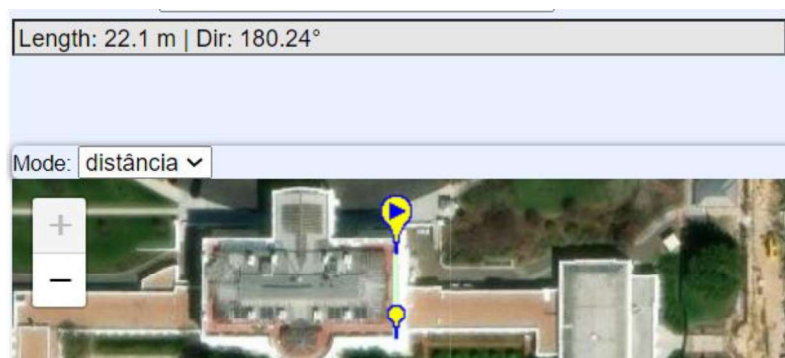 Length: 22.1 m | Dir: 180.24°
Mode: distância
+
−